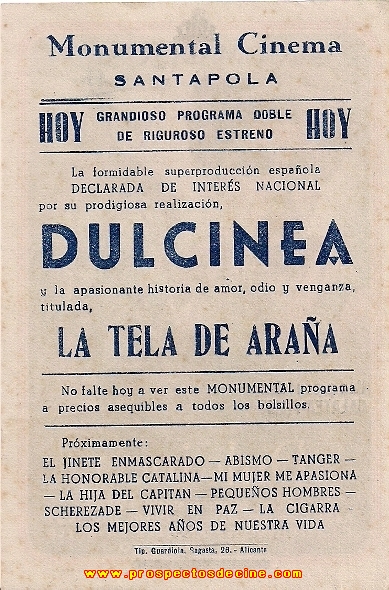 Monumental Cinema
SANTAPOLA
HOY GRANDIOSO PROGRAMA DOBLE HOY
DE RIGUROSO ESTRENO
La formidable superproducción española
DECLARADA DE INTERÉS NACIONAL
por su prodigiosa realización,
DULCINEA
y la apasionante historia de amor, odio y venganza,
titulada,
LA TELA DE ARAÑA
No falte hoy a ver este MONUMENTAL programa
a precios asequibles a todos los bolsillos.
Próximamente:
EL JINETE ENMASCARADO — ABISMO — TANGER —
LA HONORABLE CATALINA — MI MUJER ME APASIONA
— LA HIJA DEL CAPITAN — PEQUEÑOS HOMBRES —
SCHEREZADE — VIVIR EN PAZ — LA CIGARRA
LOS MEJORES AÑOS DE NUESTRA VIDA
Tip. Guardiola, Sagasta, 28. - Alicante
www.prospectosdecine.com